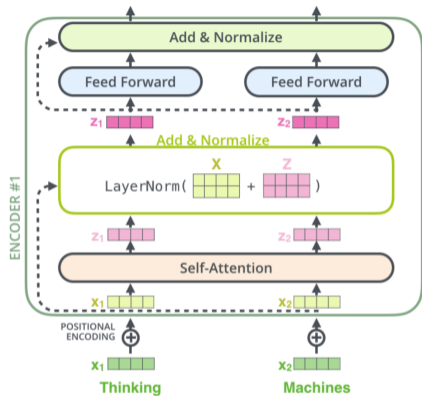 Add & Normalize
Feed Forward
Feed Forward
z1
z2
Add & Normalize
X
Z
LayerNorm( + )
ENCODER #1
z1
z2
Self-Attention
x1
x2
POSITIONAL
ENCODING
x1
x2
Thinking
Machines